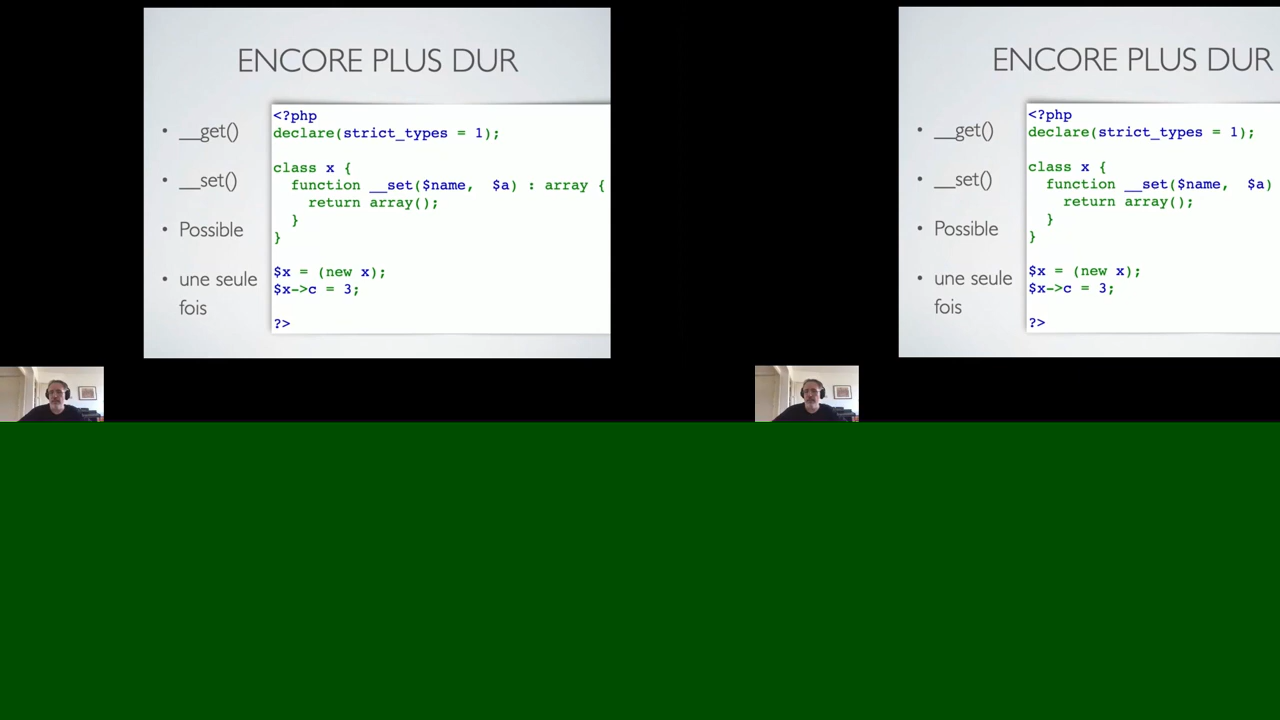 ENCORE PLUS DUR
• __get()
• __set()
• Possible
• une seule
fois
<?php
declare(strict_types = 1);
class x {
function __set($name, $a) : array {
return array();
}
}
$x = (new x);
$x->c = 3;
?>
ENCORE PLUS DUR
• __get()
• __set()
• Possible
• une seule
fois
<?php
declare(strict_types = 1);
class x {
function __set($name, $a)
return array();
}
}
$x = (new x);
$x->c = 3;
?>